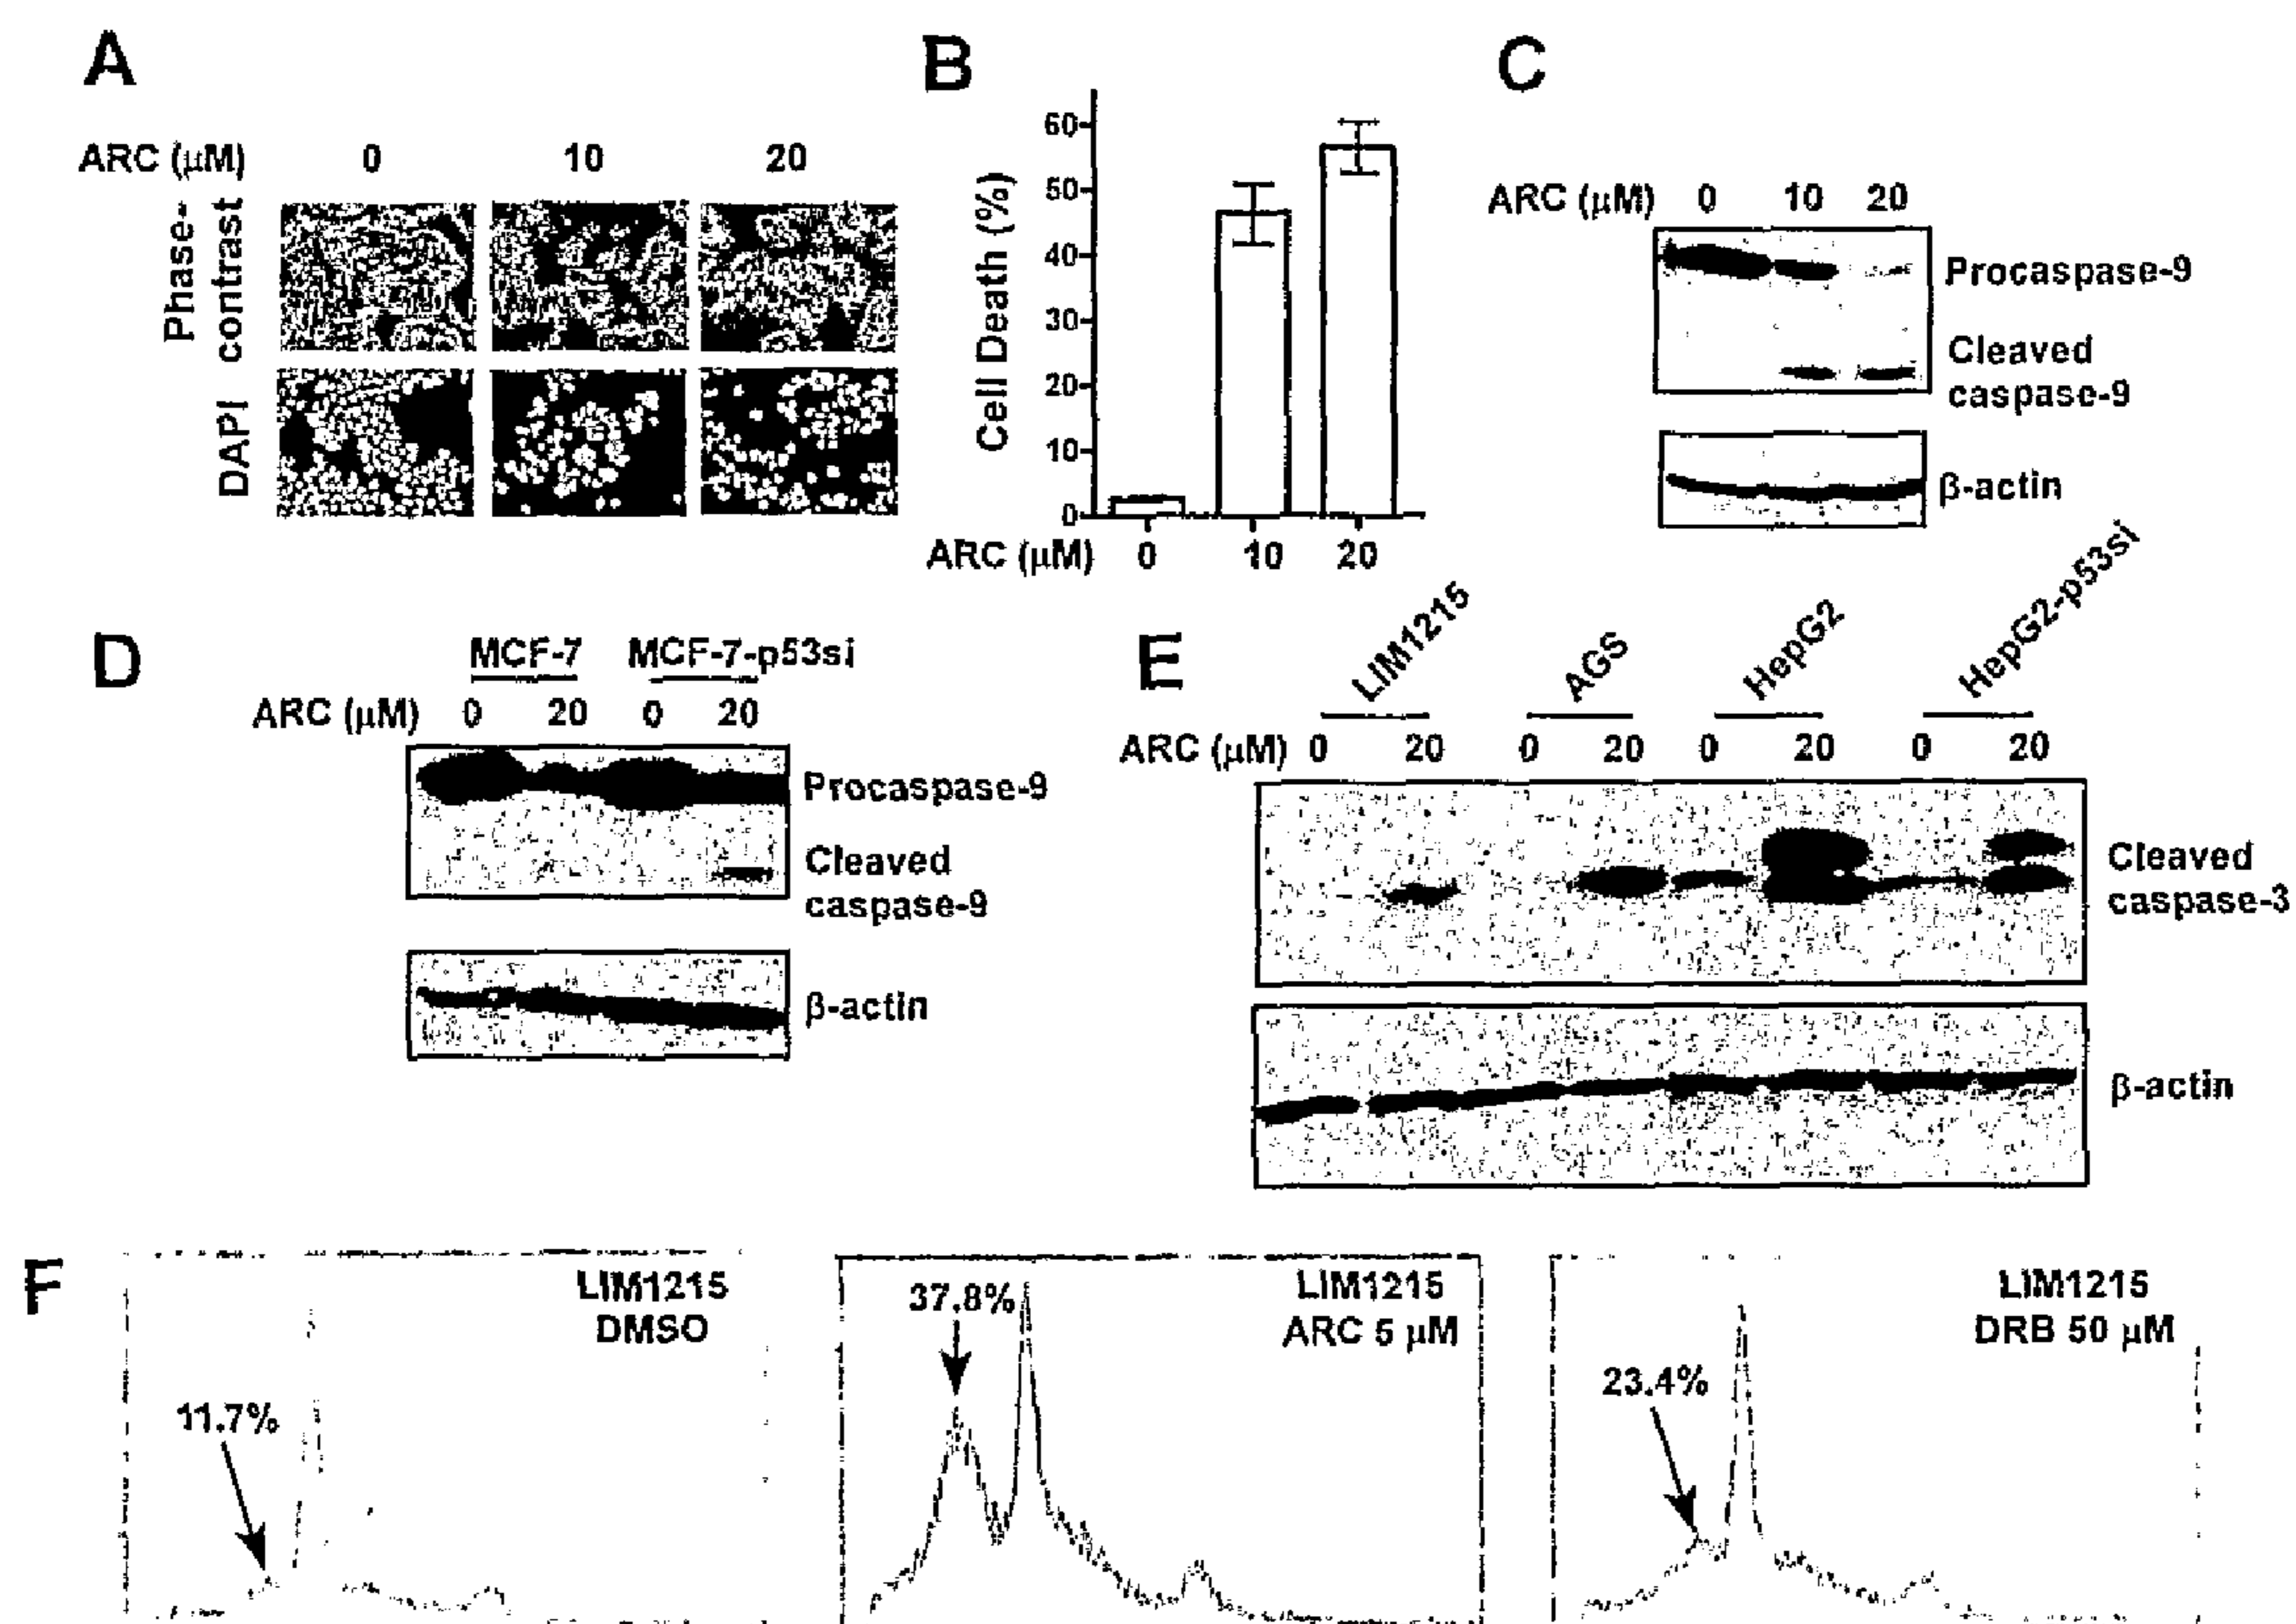 A
ARC (μM) 0 10 20
Phase-
contrast
DAPI
B
Cell Death (%)
60
50
40
30
20
10
0
ARC (μM) 0 10 20
C
ARC (μM) 0 10 20
Procaspase-9
Cleaved
caspase-9
β-actin
D
MCF-7 MCF-7-p53si
ARC (μM) 0 20 0 20
Procaspase-9
Cleaved
caspase-9
β-actin
E
LIM1215 AGS HepG2 HepG2-p53si
ARC (μM) 0 20 0 20 0 20 0 20
Cleaved
caspase-3
β-actin
F
LIM1215
DMSO
11.7%
37.8%
LIM1215
ARC 5 μM
LIM1215
DRB 50 μM
23.4%